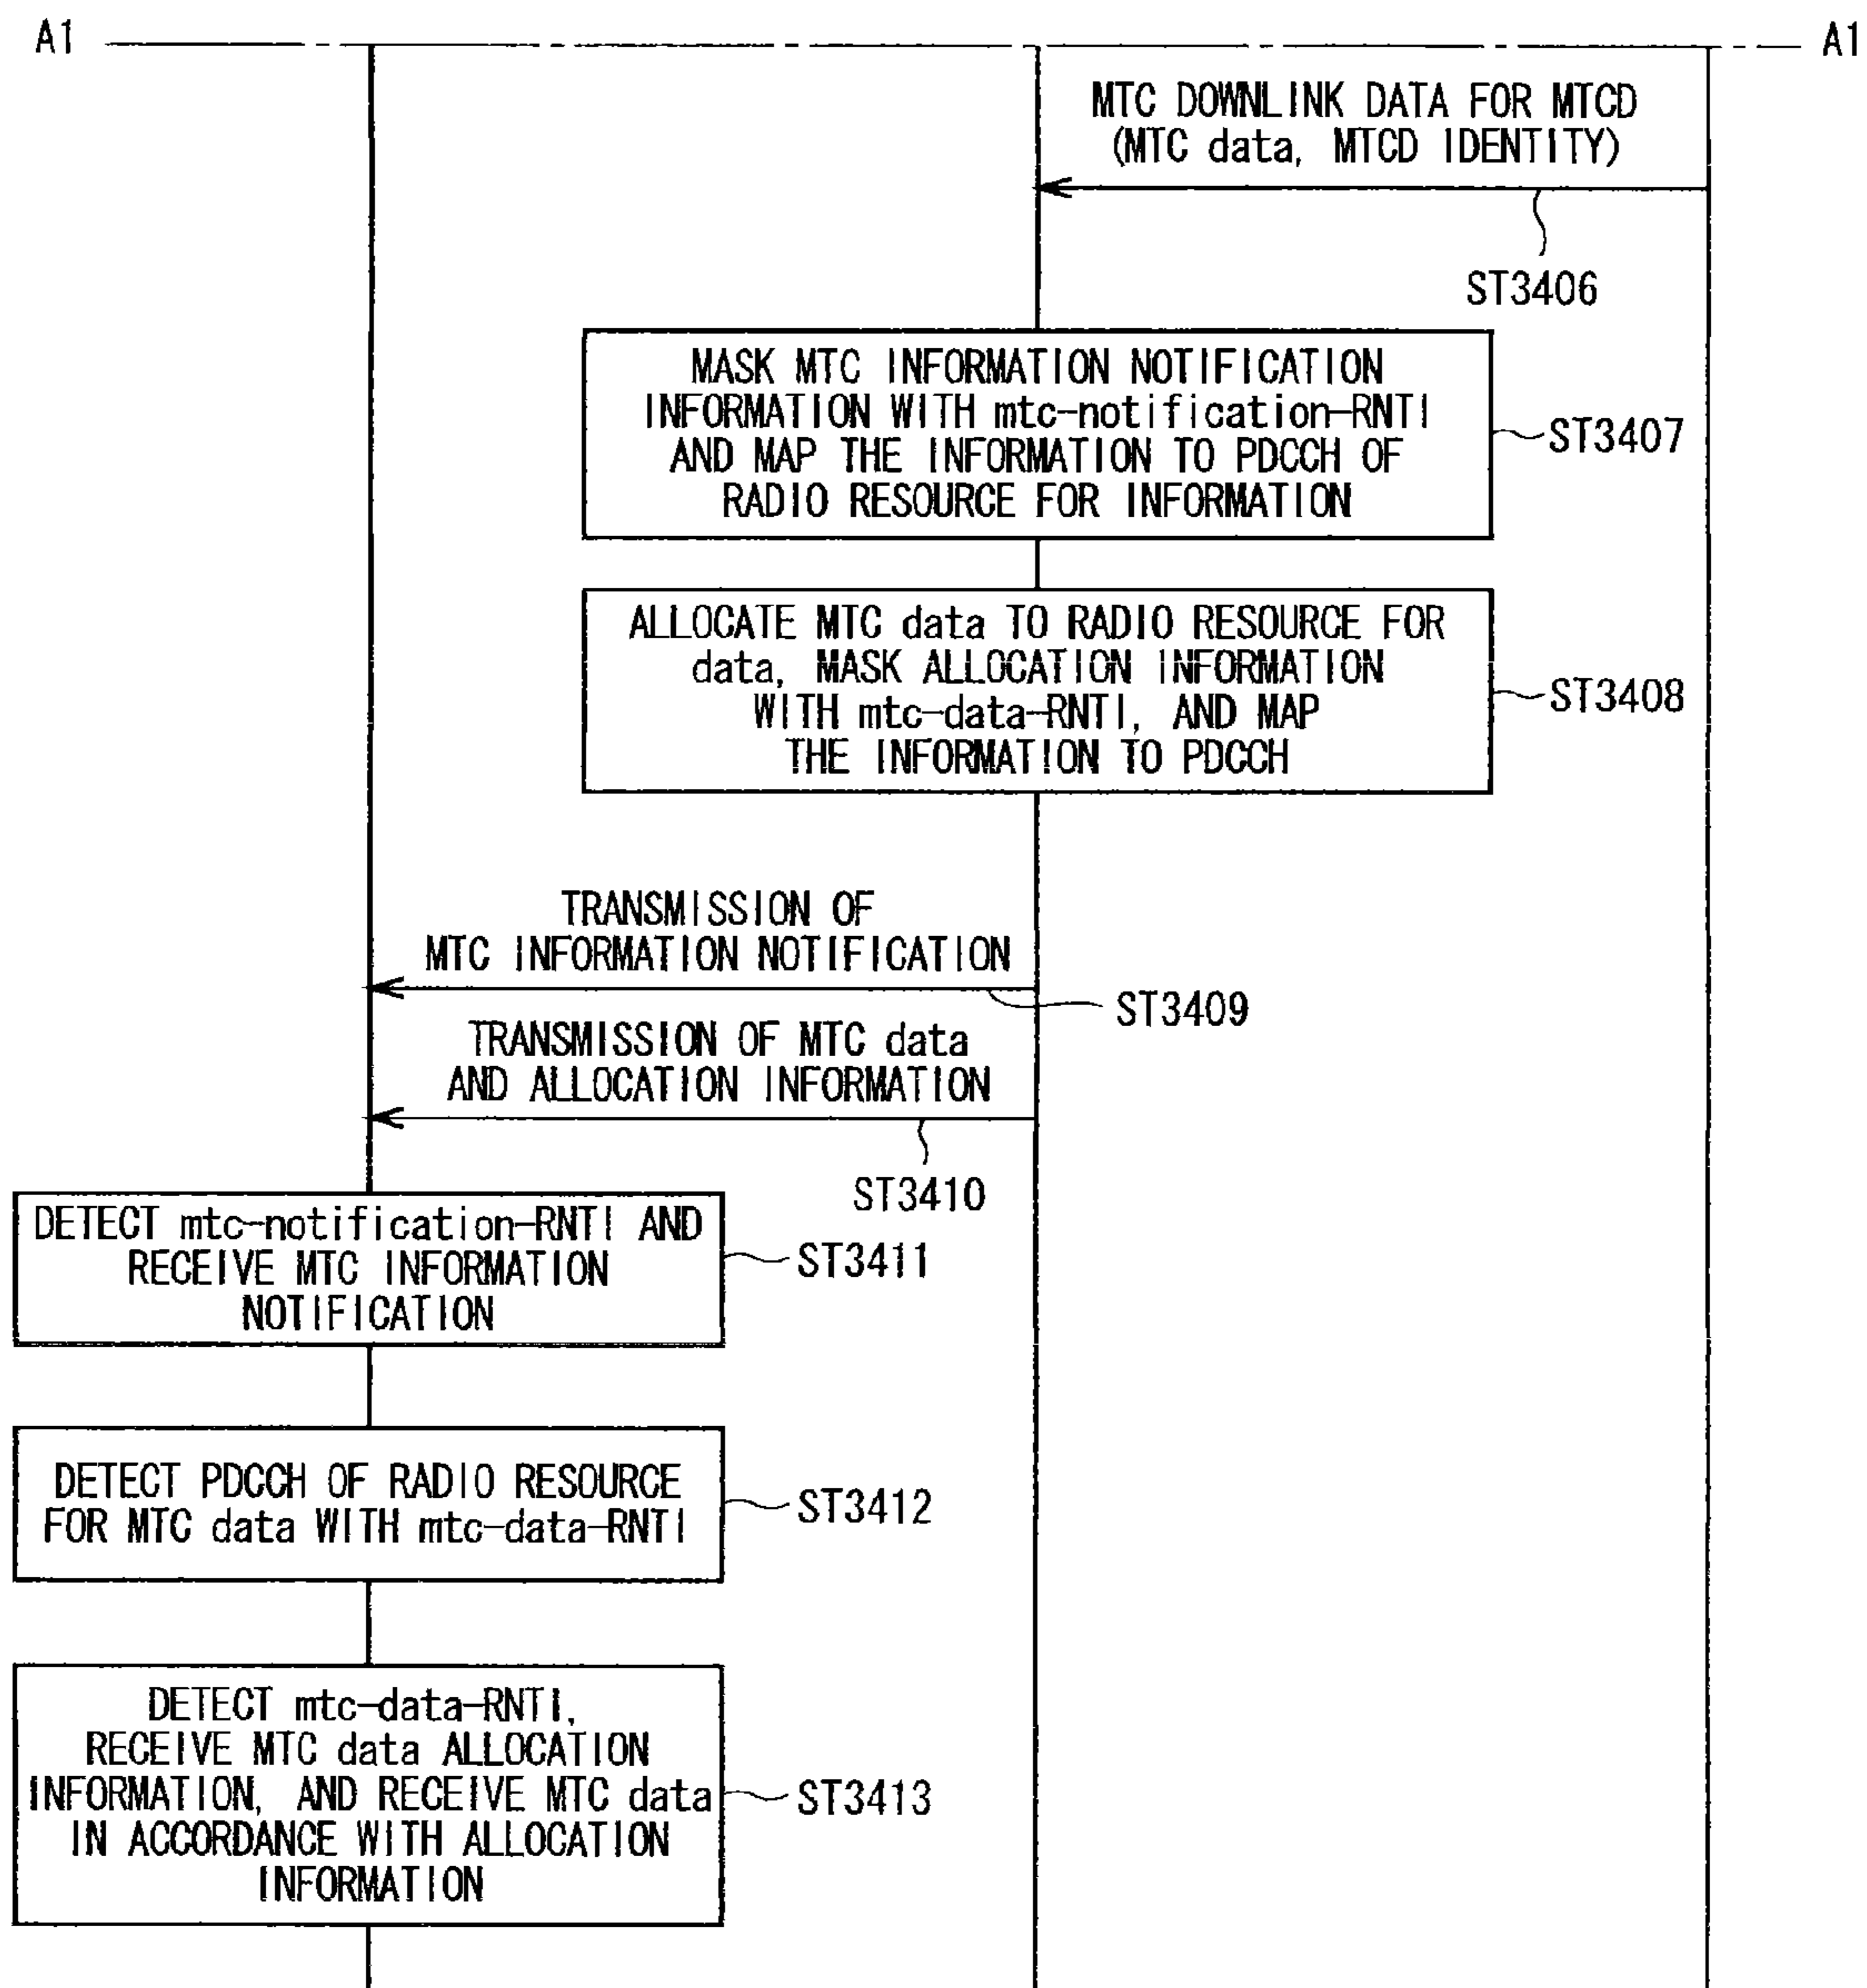 A1
A1
MTC DOWNLINK DATA FOR MTCD
(MTC data, MTCD IDENTITY)
ST3406
MASK MTC INFORMATION NOTIFICATION
INFORMATION WITH mtc-notification-RNTI
AND MAP THE INFORMATION TO PDCCH OF
RADIO RESOURCE FOR INFORMATION
ST3407
ALLOCATE MTC data TO RADIO RESOURCE FOR
data, MASK ALLOCATION INFORMATION
WITH mtc-data-RNTI, AND MAP
THE INFORMATION TO PDCCH
ST3408
TRANSMISSION OF
MTC INFORMATION NOTIFICATION
ST3409
TRANSMISSION OF MTC data
AND ALLOCATION INFORMATION
ST3410
DETECT mtc-notification-RNTI AND
RECEIVE MTC INFORMATION
NOTIFICATION
ST3411
DETECT PDCCH OF RADIO RESOURCE
FOR MTC data WITH mtc-data-RNTI
ST3412
DETECT mtc-data-RNTI,
RECEIVE MTC data ALLOCATION
INFORMATION, AND RECEIVE MTC data
IN ACCORDANCE WITH ALLOCATION
INFORMATION
ST3413